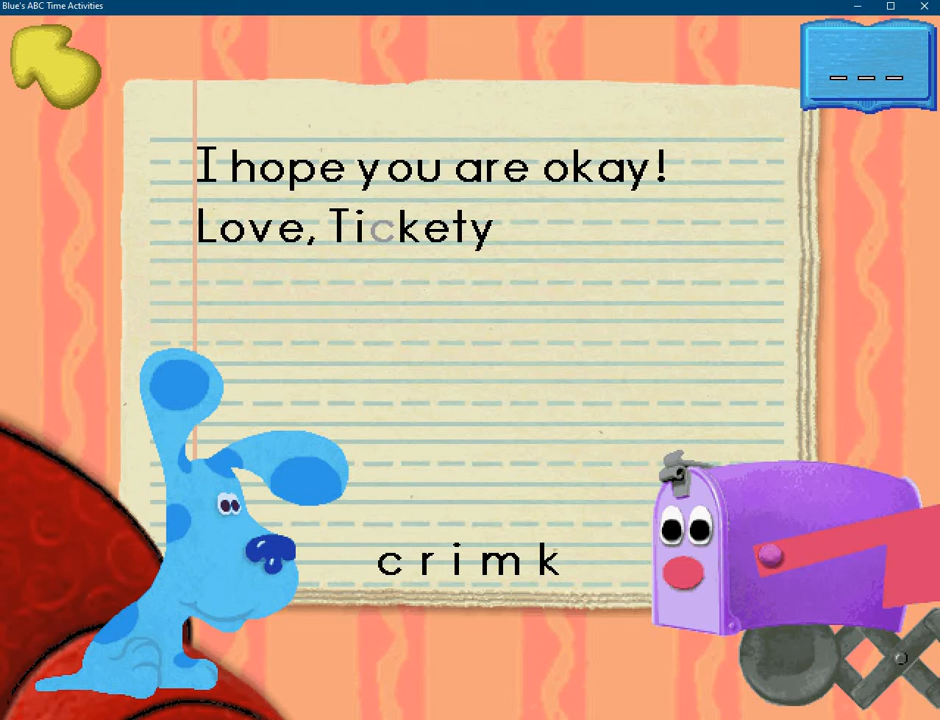 Blue's ABC Time Activities
I hope you are okay!
Love, Tickety
c r i m k